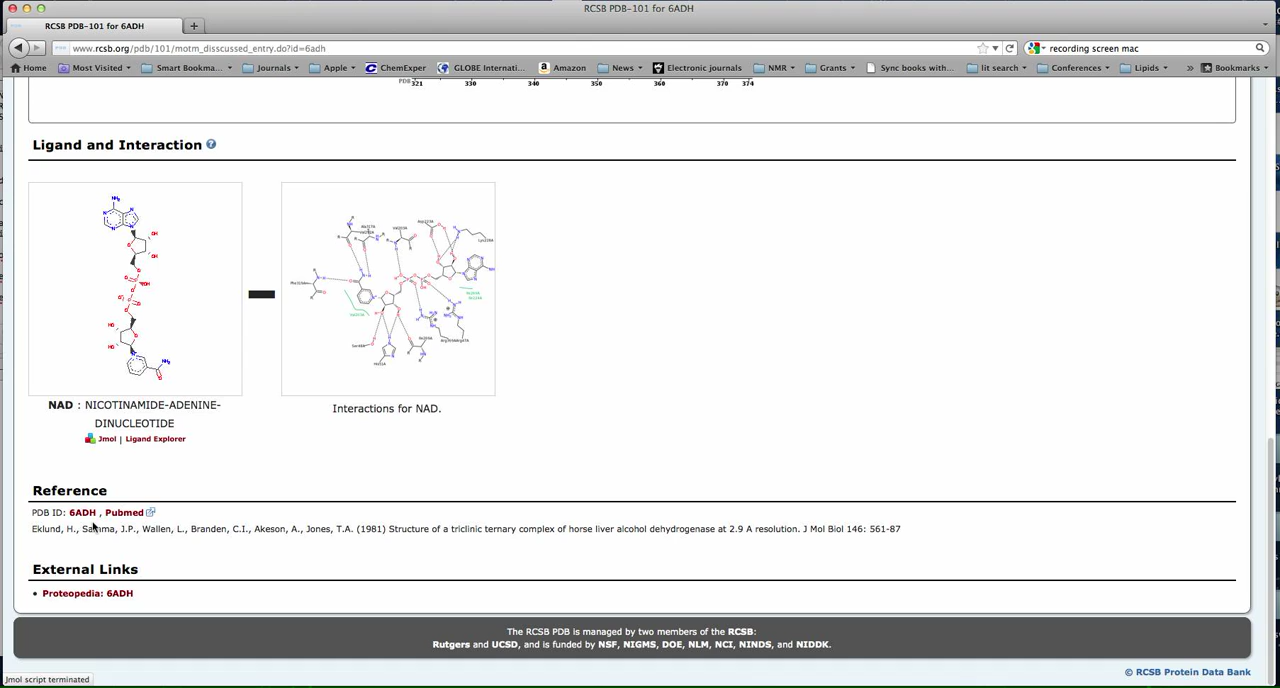 RCSB PDB-101 for 6ADH
RCSB PDB-101 for 6ADH +
www.rcsb.org/pdb/101/motm_disscussed_entry.do?id=6adh
recording screen mac
Home Most Visited Smart Bookma... Journals Apple ChemExper GLOBE Internati... Amazon News Electronic journals NMR Grants Sync books with... lit search Conferences Lipids » Bookmarks
PDB 321 330 340 350 360 370 374
Ligand and Interaction ?
NAD : NICOTINAMIDE-ADENINE-
DINUCLEOTIDE
Jmol | Ligand Explorer
Interactions for NAD.
Reference
PDB ID: 6ADH , Pubmed
Eklund, H., Samma, J.P., Wallen, L., Branden, C.I., Akeson, A., Jones, T.A. (1981) Structure of a triclinic ternary complex of horse liver alcohol dehydrogenase at 2.9 A resolution. J Mol Biol 146: 561-87
External Links
• Proteopedia: 6ADH
The RCSB PDB is managed by two members of the RCSB:
Rutgers and UCSD, and is funded by NSF, NIGMS, DOE, NLM, NCI, NINDS, and NIDDK.
© RCSB Protein Data Bank
Jmol script terminated